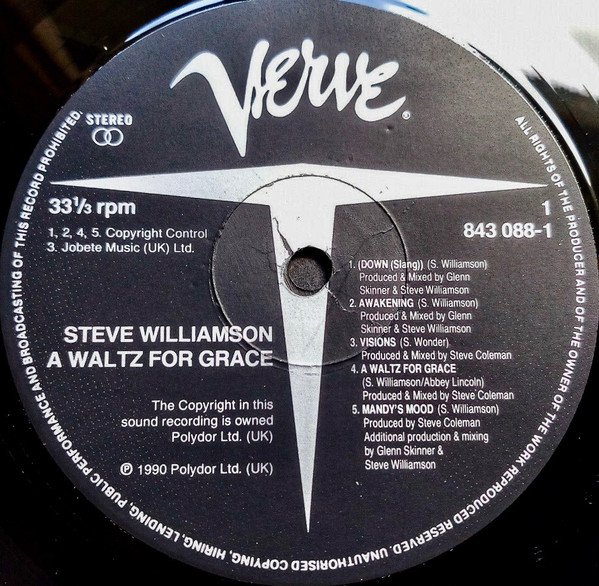 Verve®
STEREO
33⅓ rpm
1, 2, 4, 5. Copyright Control
3. Jobete Music (UK) Ltd.
1
843 088-1
1. (DOWN (Slang)) (S. Williamson)
Produced & Mixed by Glenn
Skinner & Steve Williamson
2. AWAKENING (S. Williamson)
Produced & Mixed by Glenn
Skinner & Steve Williamson
3. VISIONS (S. Wonder)
Produced & Mixed by Steve Coleman
4. A WALTZ FOR GRACE
(S. Williamson/Abbey Lincoln)
Produced & Mixed by Steve Coleman
5. MANDY'S MOOD (S. Williamson)
Produced by Steve Coleman
Additional production & mixing
by Glenn Skinner &
Steve Williamson
STEVE WILLIAMSON
A WALTZ FOR GRACE
The Copyright in this
sound recording is owned
Polydor Ltd. (UK)
℗ 1990 Polydor Ltd. (UK)
ALL RIGHTS OF THE PRODUCER AND OF THE OWNER OF THE WORK REPRODUCED RESERVED. UNAUTHORISED COPYING, HIRING, LENDING, PUBLIC PERFORMANCE AND BROADCASTING OF THIS RECORD PROHIBITED.